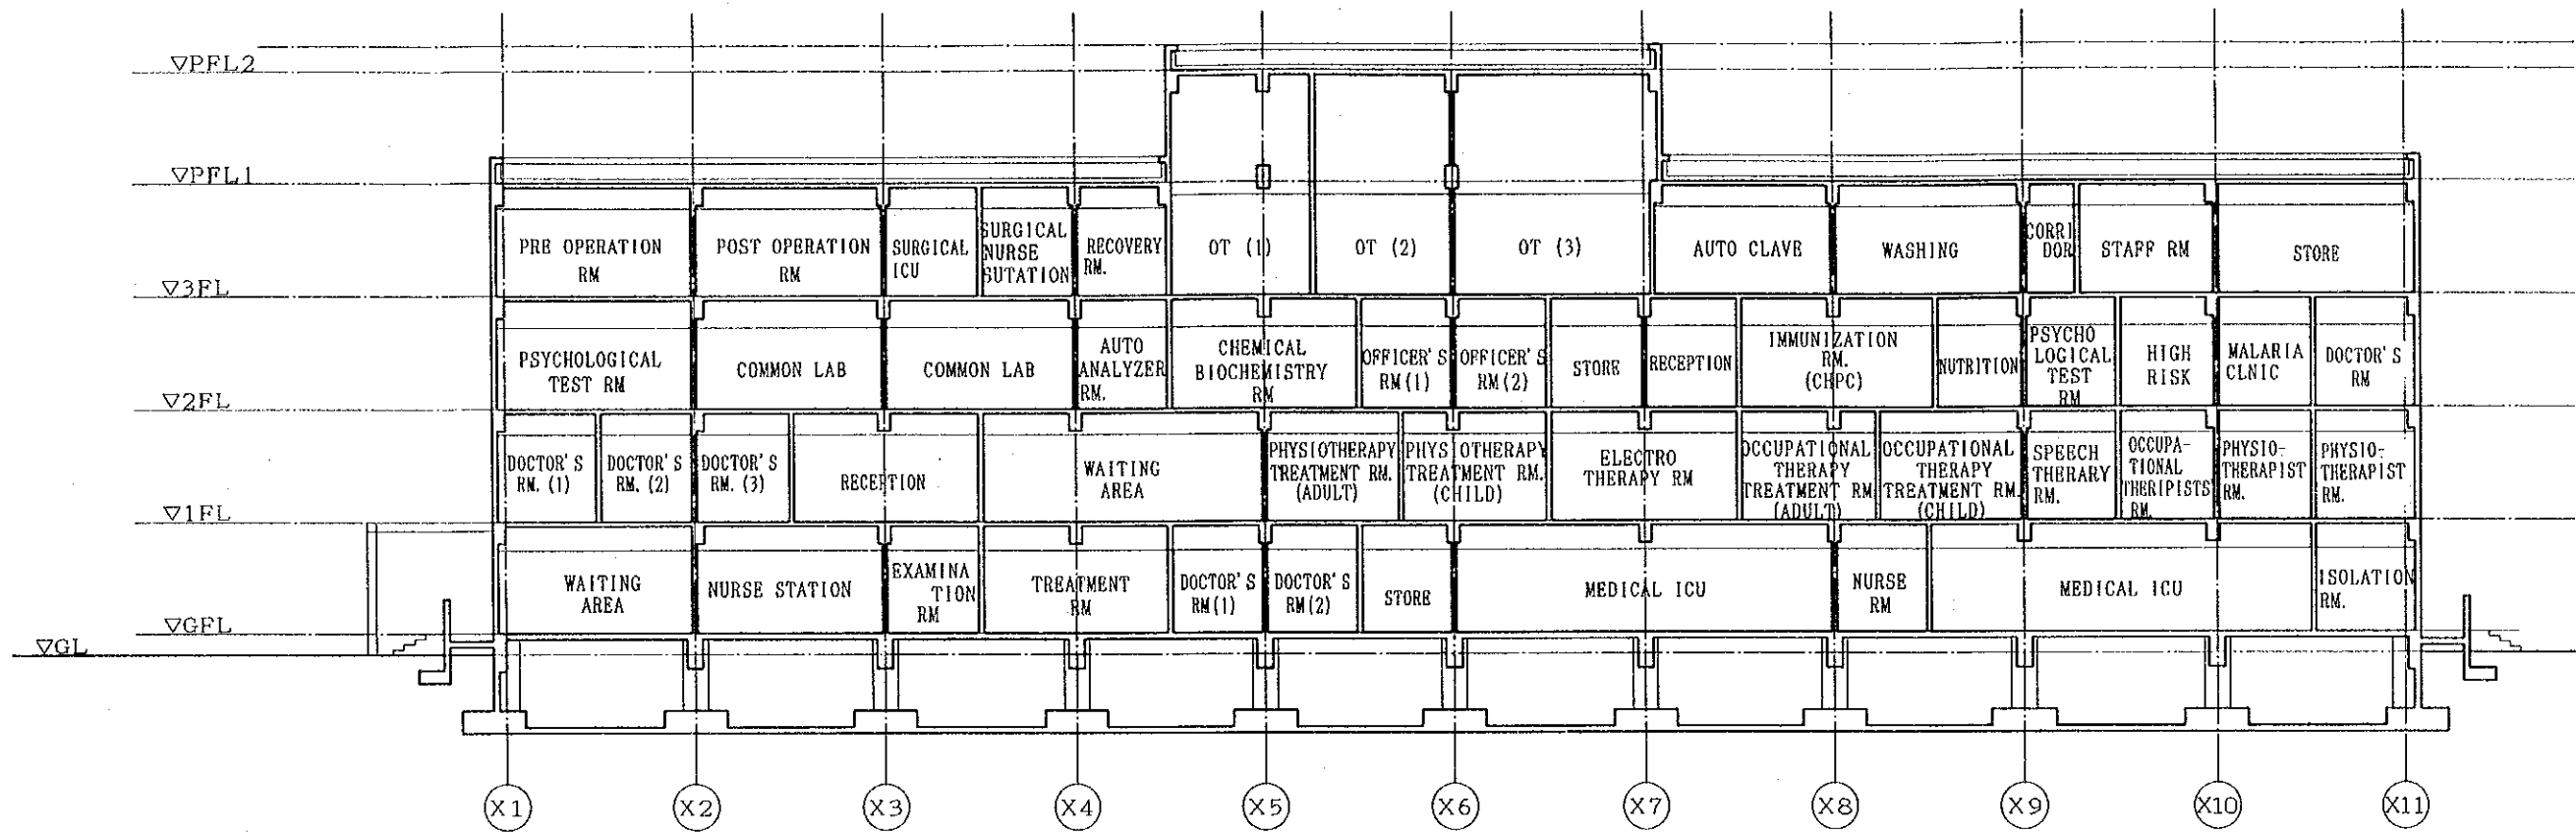 ▽PFL2
▽PFL1
PRE OPERATION
RM
POST OPERATION
RM
SURGICAL
ICU
SURGICAL
NURSE
SUTATION
RECOVERY
RM.
OT (1)
OT (2)
OT (3)
AUTO CLAVE
WASHING
CORRI
DOR
STAFF RM
STORE
▽3FL
PSYCHOLOGICAL
TEST RM
COMMON LAB
COMMON LAB
AUTO
ANALYZER
RM.
CHEMICAL
BIOCHEMISTRY
RM
OFFICER'S
RM(1)
OFFICER'S
RM(2)
STORE
RECEPTION
IMMUNIZATION
RM.
(CHPC)
NUTRITION
PSYCHO
LOGICAL
TEST
RM
HIGH
RISK
MALARIA
CLNIC
DOCTOR'S
RM
▽2FL
DOCTOR'S
RM. (1)
DOCTOR'S
RM. (2)
DOCTOR'S
RM. (3)
RECEPTION
WAITING
AREA
PHYSIOTHERAPY
TREATMENT RM.
(ADULT)
PHYSIOTHERAPY
TREATMENT RM.
(CHILD)
ELECTRO
THERAPY RM
OCCUPATIONAL
THERAPY
TREATMENT RM
(ADULT)
OCCUPATIONAL
THERAPY
TREATMENT RM.
(CHILD)
SPEECH
THERARY
RM.
OCCUPA-
TIONAL
THERIPISTS
RM.
PHYSIO-
THERAPIST
RM.
PHYSIO-
THERAPIST
RM.
▽1FL
WAITING
AREA
NURSE STATION
EXAMINA
TION
RM
TREATMENT
RM
DOCTOR'S
RM(1)
DOCTOR'S
RM(2)
STORE
MEDICAL ICU
NURSE
RM
MEDICAL ICU
ISOLATION
RM.
▽GFL
▽GL
X1
X2
X3
X4
X5
X6
X7
X8
X9
X10
X11